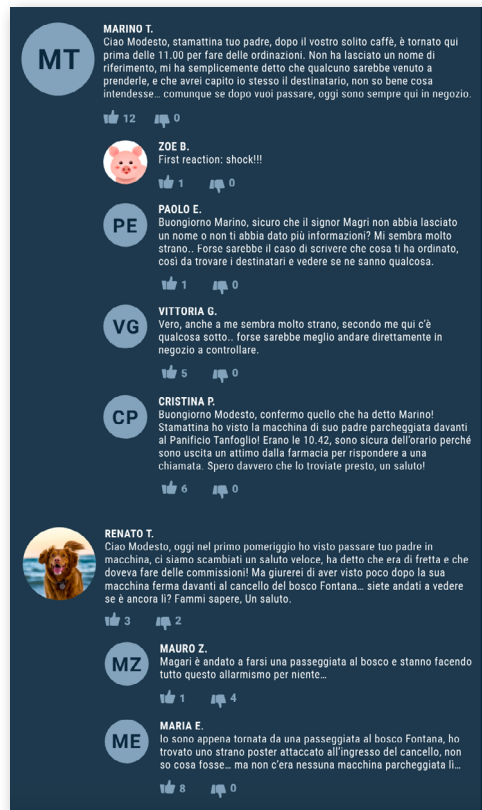 MT
MARINO T.
Ciao Modesto, stamattina tuo padre, dopo il vostro solito caffè, è tornato qui
prima delle 11.00 per fare delle ordinazioni. Non ha lasciato un nome di
riferimento, mi ha semplicemente detto che qualcuno sarebbe venuto a
prenderle, e che avrei capito lo stesso il destinatario, non so bene cosa
intendesse... comunque se dopo vuoi passare, oggi sono sempre qui in negozio.
12 0
ZOE B.
First reaction: shock!!!
1 0
PE
PAOLO E.
Buongiorno Marino, sicuro che il signor Magri non abbia lasciato
un nome o non ti abbia dato più informazioni? Mi sembra molto
strano.. Forse sarebbe il caso di scrivere che cosa ti ha ordinato,
così da trovare i destinatari e vedere se ne sanno qualcosa.
1 0
VG
VITTORIA G.
Vero, anche a me sembra molto strano, secondo me qui c'è
qualcosa sotto.. forse sarebbe meglio andare direttamente in
negozio a controllare.
5 0
CP
CRISTINA P.
Buongiorno Modesto, confermo quello che ha detto Marino!
Stamattina ho visto la macchina di suo padre parcheggiata davanti
al Panificio Tanfoglio! Erano le 10.42, sono sicura dell'orario perché
sono uscita un attimo dalla farmacia per rispondere a una
chiamata. Spero davvero che lo troviate presto, un saluto!
6 0
RENATO T.
Ciao Modesto, oggi nel primo pomeriggio ho visto passare tuo padre in
macchina, ci siamo scambiati un saluto veloce, ha detto che era di fretta e che
doveva fare delle commissioni! Ma giurerei di aver visto poco dopo la sua
macchina ferma davanti al cancello del bosco Fontana... siete andati a vedere
se è ancora lì? Fammi sapere, Un saluto.
3 2
MZ
MAURO Z.
Magari è andato a farsi una passeggiata al bosco e stanno facendo
tutto questo allarmismo per niente...
1 4
ME
MARIA E.
Io sono appena tornata da una passeggiata al bosco Fontana, ho
trovato uno strano poster attaccato all'ingresso del cancello, non
so cosa fosse... ma non c'era nessuna macchina parcheggiata lì...
8 0